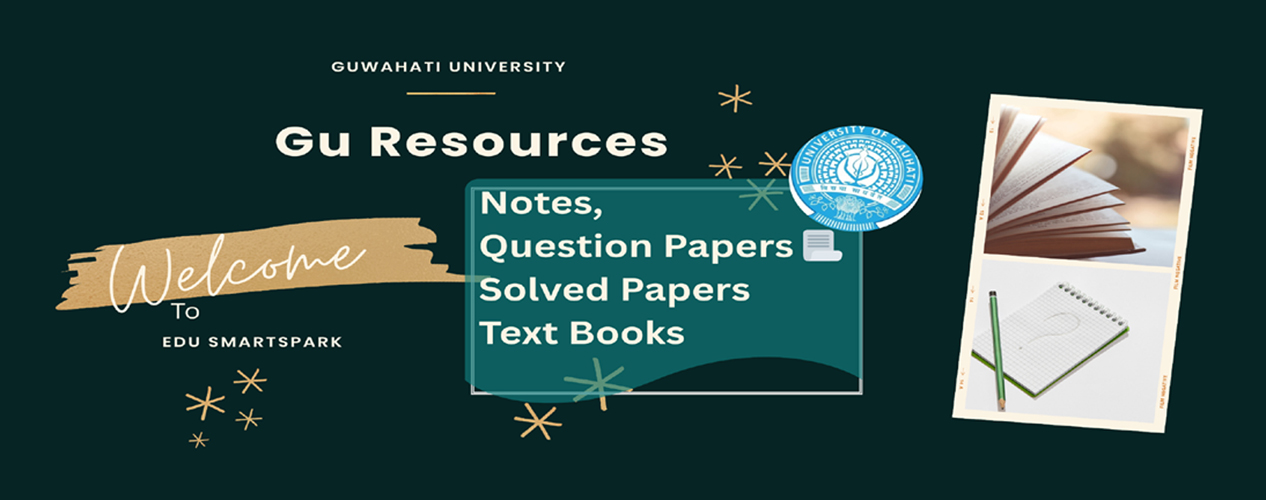 GUWAHATI UNIVERSITY
Gu Resources
Notes,
Question Papers
Solved Papers
Text Books
Welcome
To
EDU SMARTSPARK
UNIVERSITY OF GAUHATI